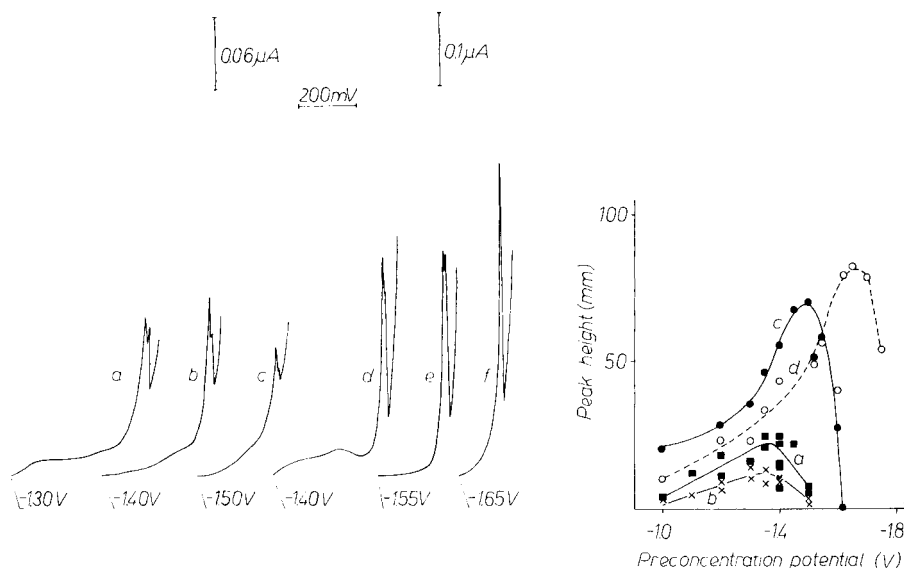 0.06µA
0.1µA
200mV
a
b
c
d
e
f
-1.30V
-1.40V
-1.50V
-1.40V
-1.55V
-1.65V
100
50
Peak height (mm)
c
d
a
b
-1.0
-1.4
-1.8
Preconcentration potential (V)